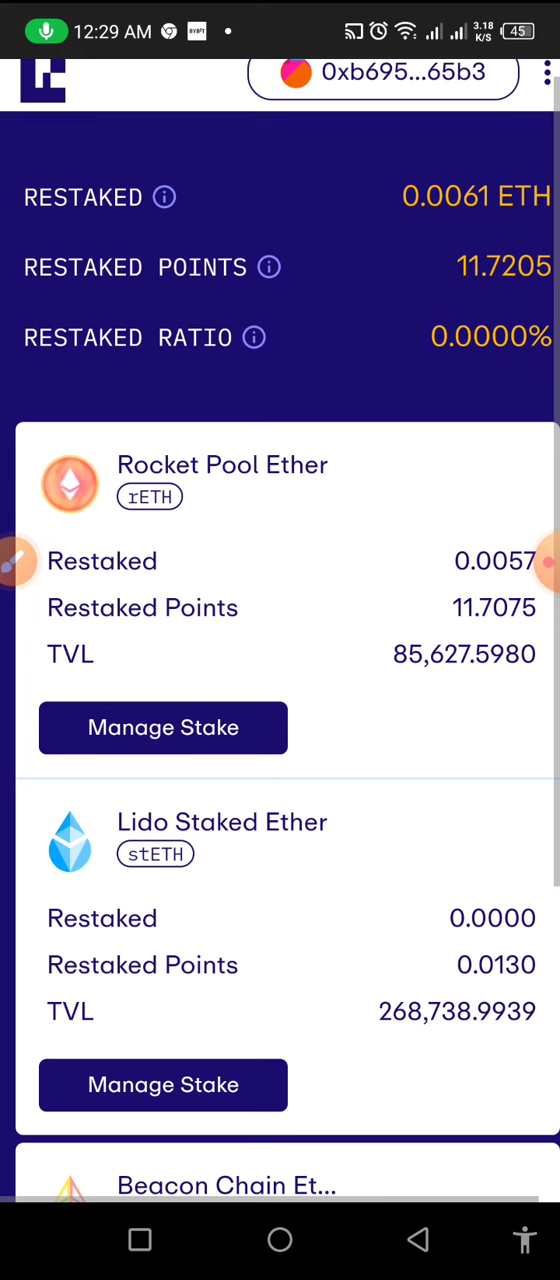 12:29 AM BYBIT 3.18 K/S 45
0xb695...65b3
RESTAKED 0.0061 ETH
RESTAKED POINTS 11.7205
RESTAKED RATIO 0.0000%
Rocket Pool Ether
rETH
Restaked 0.0057
Restaked Points 11.7075
TVL 85,627.5980
Manage Stake
Lido Staked Ether
stETH
Restaked 0.0000
Restaked Points 0.0130
TVL 268,738.9939
Manage Stake
Beacon Chain Et...